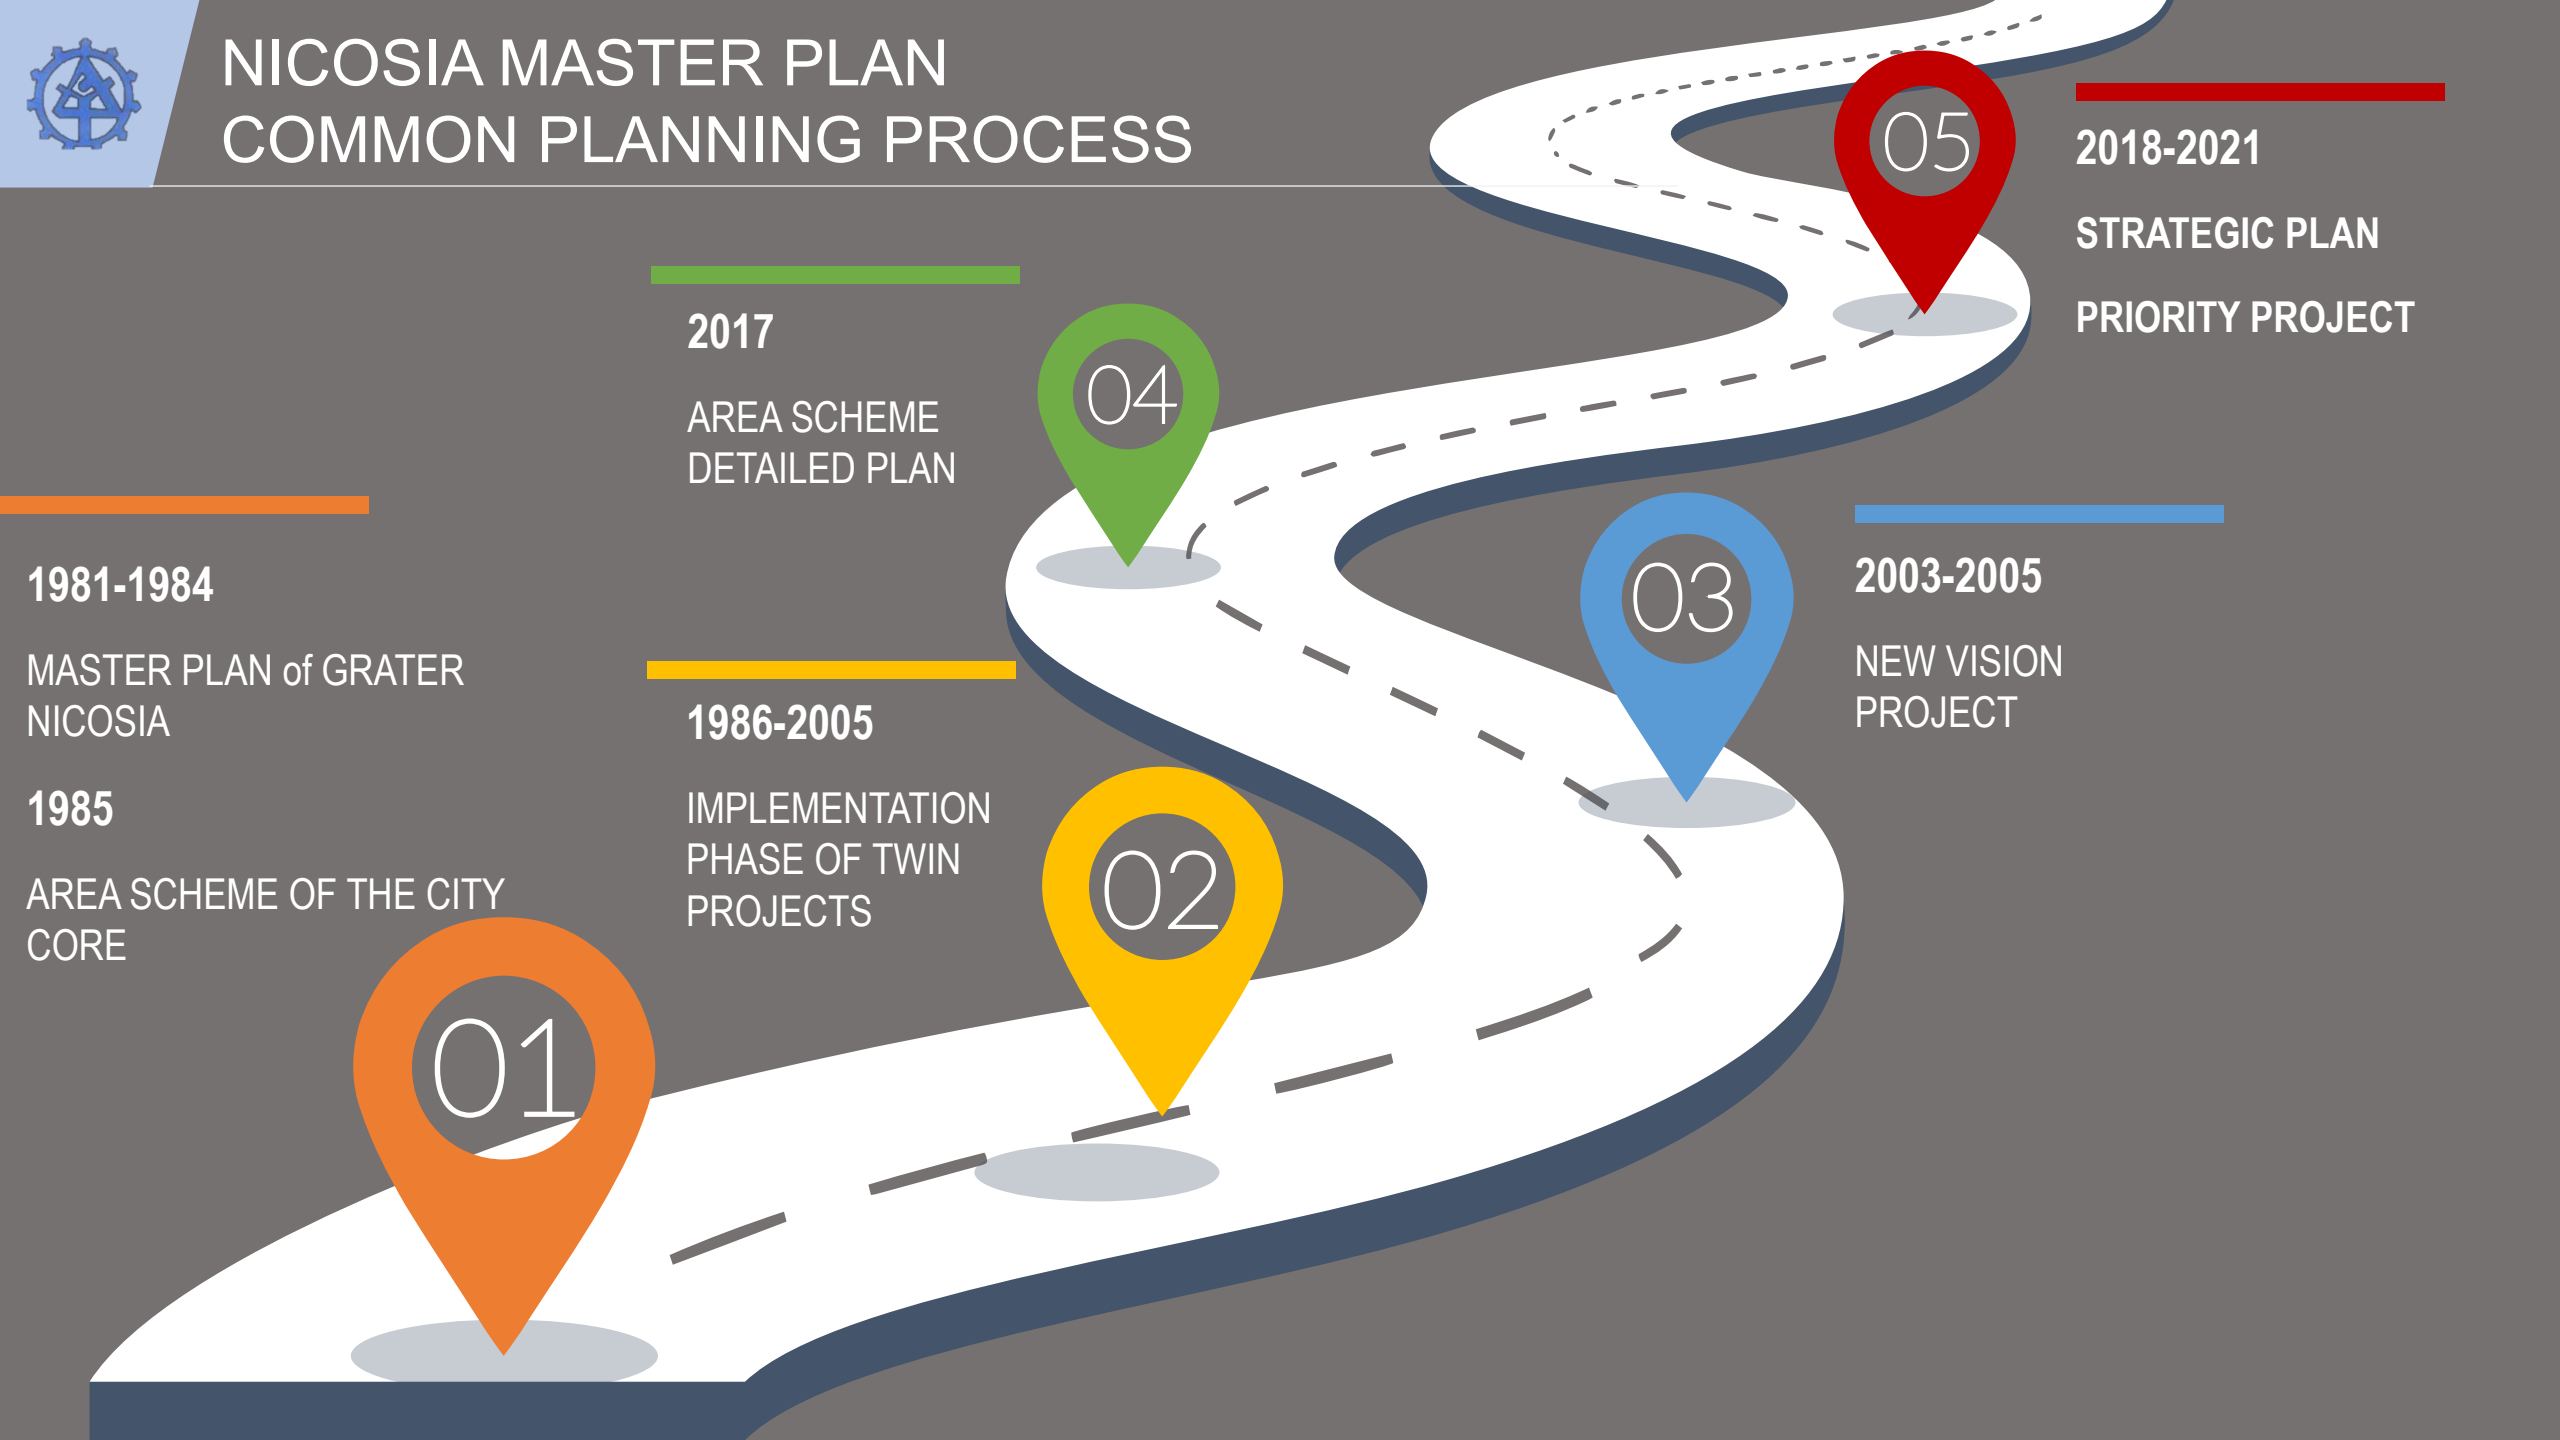 NICOSIA MASTER PLAN
COMMON PLANNING PROCESS
01
1981-1984
MASTER PLAN of GRATER
NICOSIA
1985
AREA SCHEME OF THE CITY
CORE
02
1986-2005
IMPLEMENTATION
PHASE OF TWIN
PROJECTS
03
2003-2005
NEW VISION
PROJECT
04
2017
AREA SCHEME
DETAILED PLAN
05
2018-2021
STRATEGIC PLAN
PRIORITY PROJECT